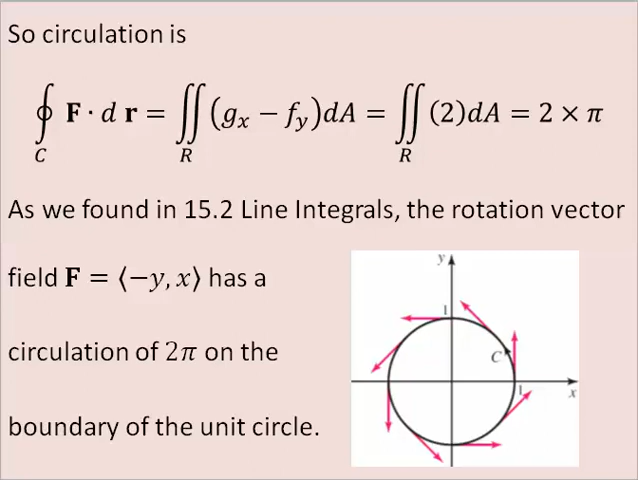 So circulation is
∮_C 𝐅 · d 𝐫 = ∬_R (g_x − f_y)dA = ∬_R (2)dA = 2 × π
As we found in 15.2 Line Integrals, the rotation vector
field 𝐅 = ⟨−y, x⟩ has a
circulation of 2π on the
boundary of the unit circle.
y
1
C
1
x